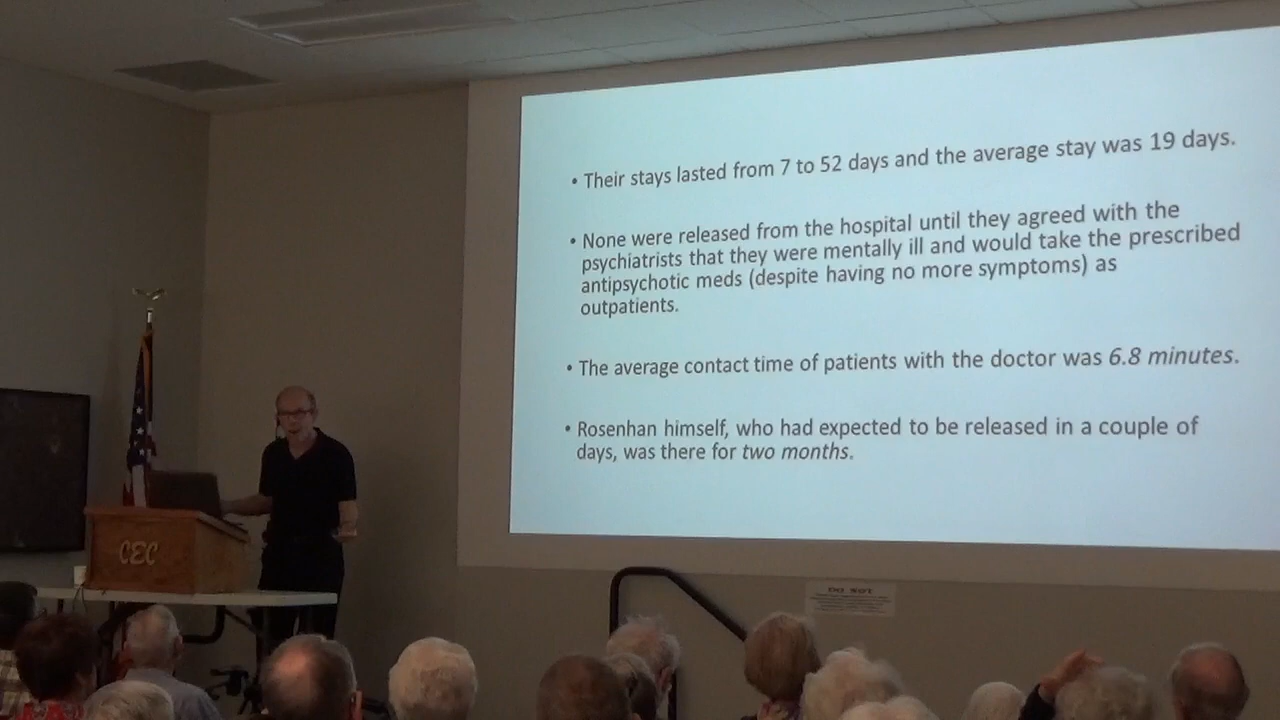 • Their stays lasted from 7 to 52 days and the average stay was 19 days.
• None were released from the hospital until they agreed with the
psychiatrists that they were mentally ill and would take the prescribed
antipsychotic meds (despite having no more symptoms) as
outpatients.
• The average contact time of patients with the doctor was 6.8 minutes.
• Rosenhan himself, who had expected to be released in a couple of
days, was there for two months.
CEC
DO NOT